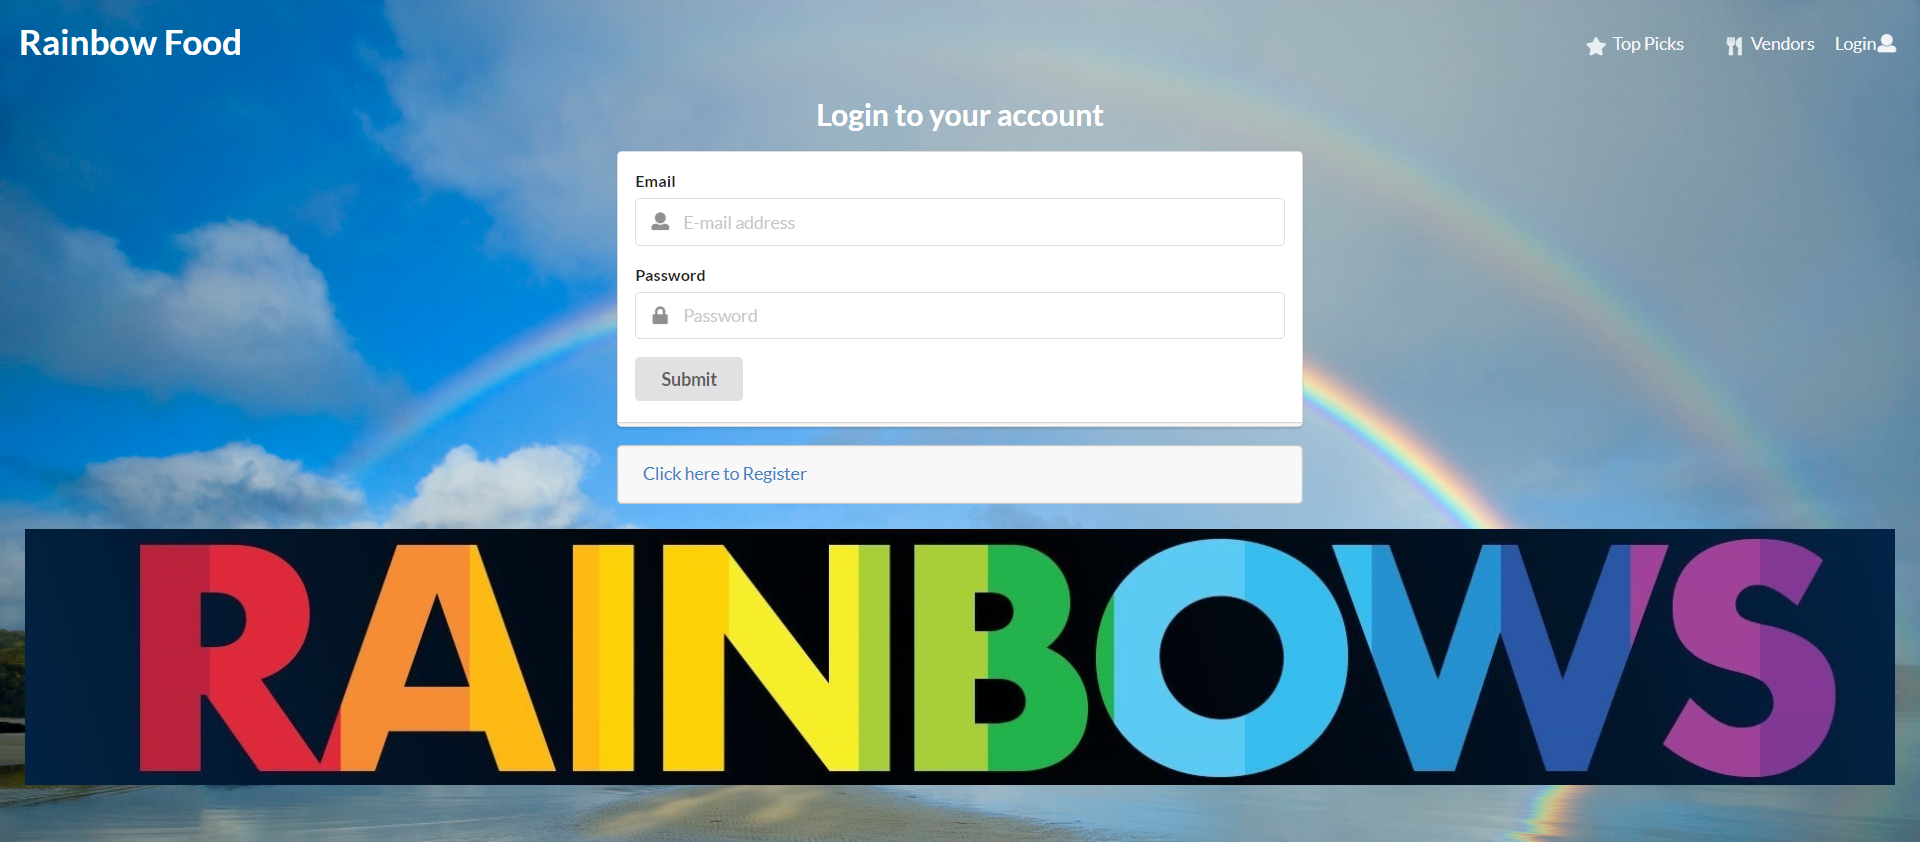 Rainbow Food
Top Picks
Vendors
Login
Login to your account
Email
E-mail address
Password
Password
Submit
Click here to Register
RAINBOWS